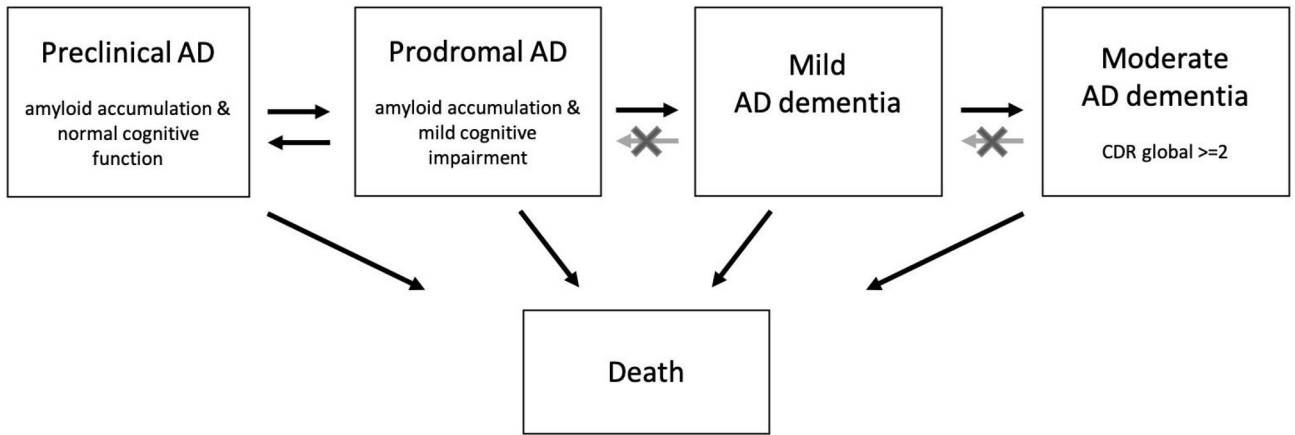 Preclinical AD
amyloid accumulation &
normal cognitive
function
Prodromal AD
amyloid accumulation &
mild cognitive
impairment
Mild
AD dementia
Moderate
AD dementia
CDR global >=2
Death